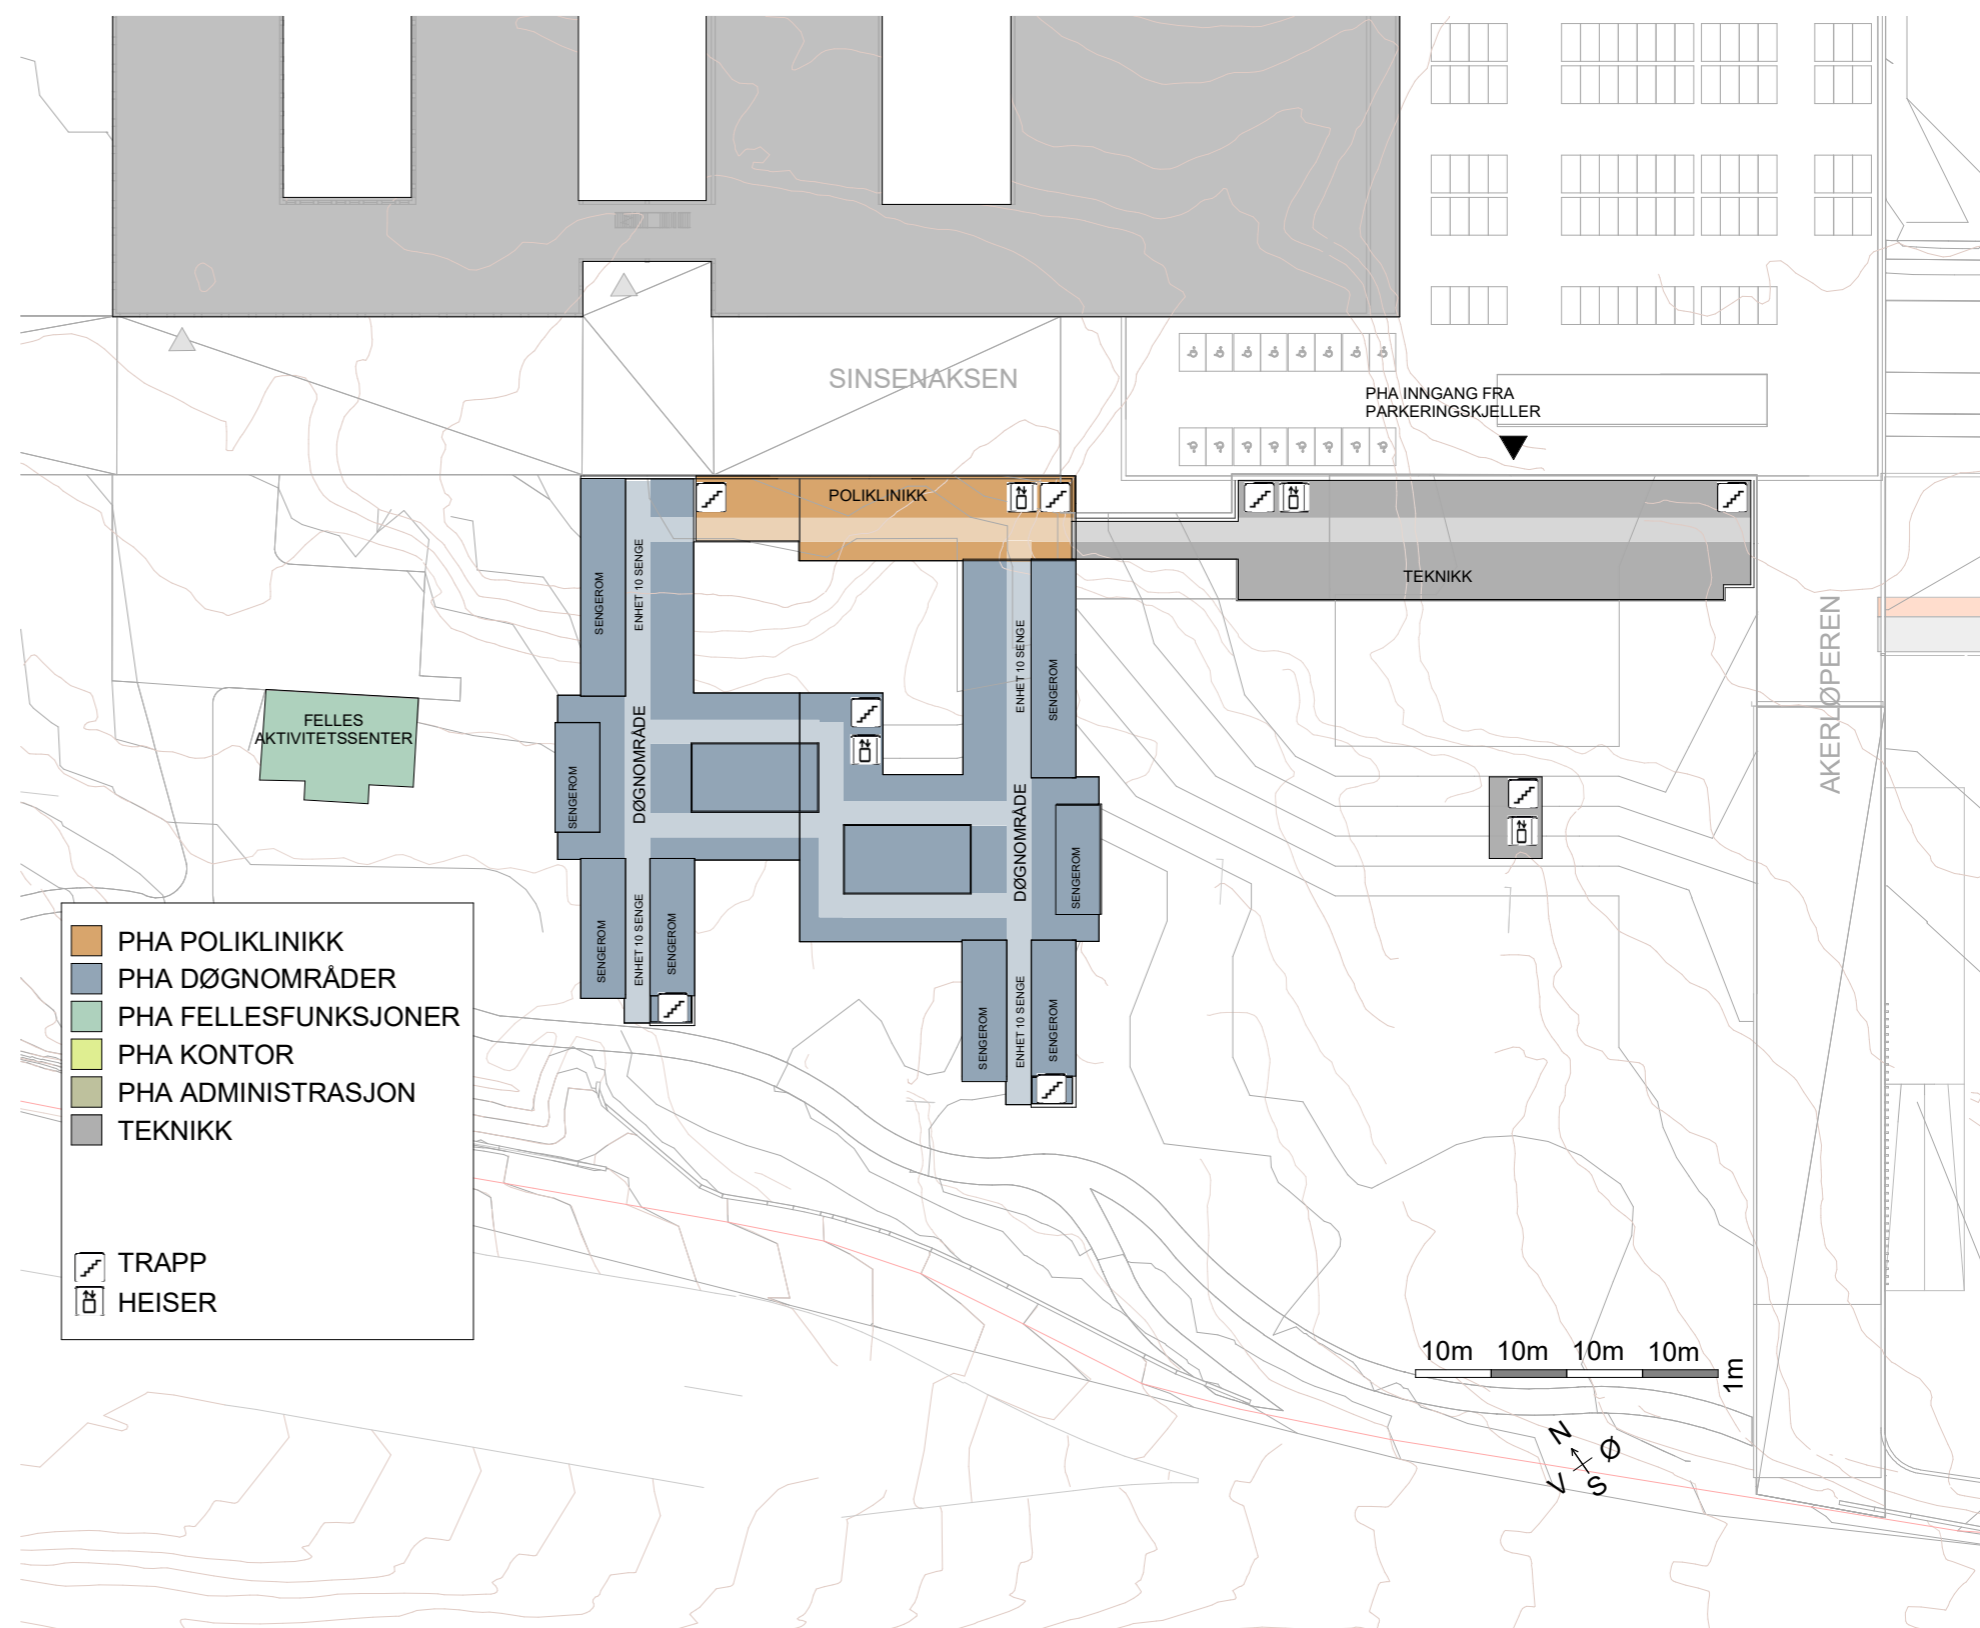 SINSENAKSEN
PHA INNGANG FRA
PARKERINGSKJELLER
POLIKLINIKK
TEKNIKK
SENGEROM
ENHET 10 SENGE
ENHET 10 SENGE
SENGEROM
FELLES
AKTIVITETSSENTER
DØGNOMRÅDE
SENGEROM
DØGNOMRÅDE
SENGEROM
AKERLØPEREN
SENGEROM
ENHET 10 SENGE
SENGEROM
SENGEROM
ENHET 10 SENGE
SENGEROM
PHA POLIKLINIKK
PHA DØGNOMRÅDER
PHA FELLESFUNKSJONER
PHA KONTOR
PHA ADMINISTRASJON
TEKNIKK
TRAPP
HEISER
10m 10m 10m 10m
1m
N
Ø
V
S